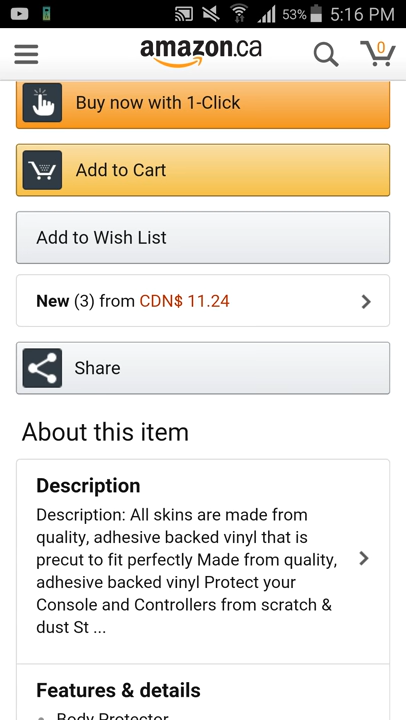 53% 5:16 PM
amazon.ca
0
Buy now with 1-Click
Add to Cart
Add to Wish List
New (3) from CDN$ 11.24
Share
About this item
Description
Description: All skins are made from
quality, adhesive backed vinyl that is
precut to fit perfectly Made from quality,
adhesive backed vinyl Protect your
Console and Controllers from scratch &
dust St ...
Features & details
Body Protector